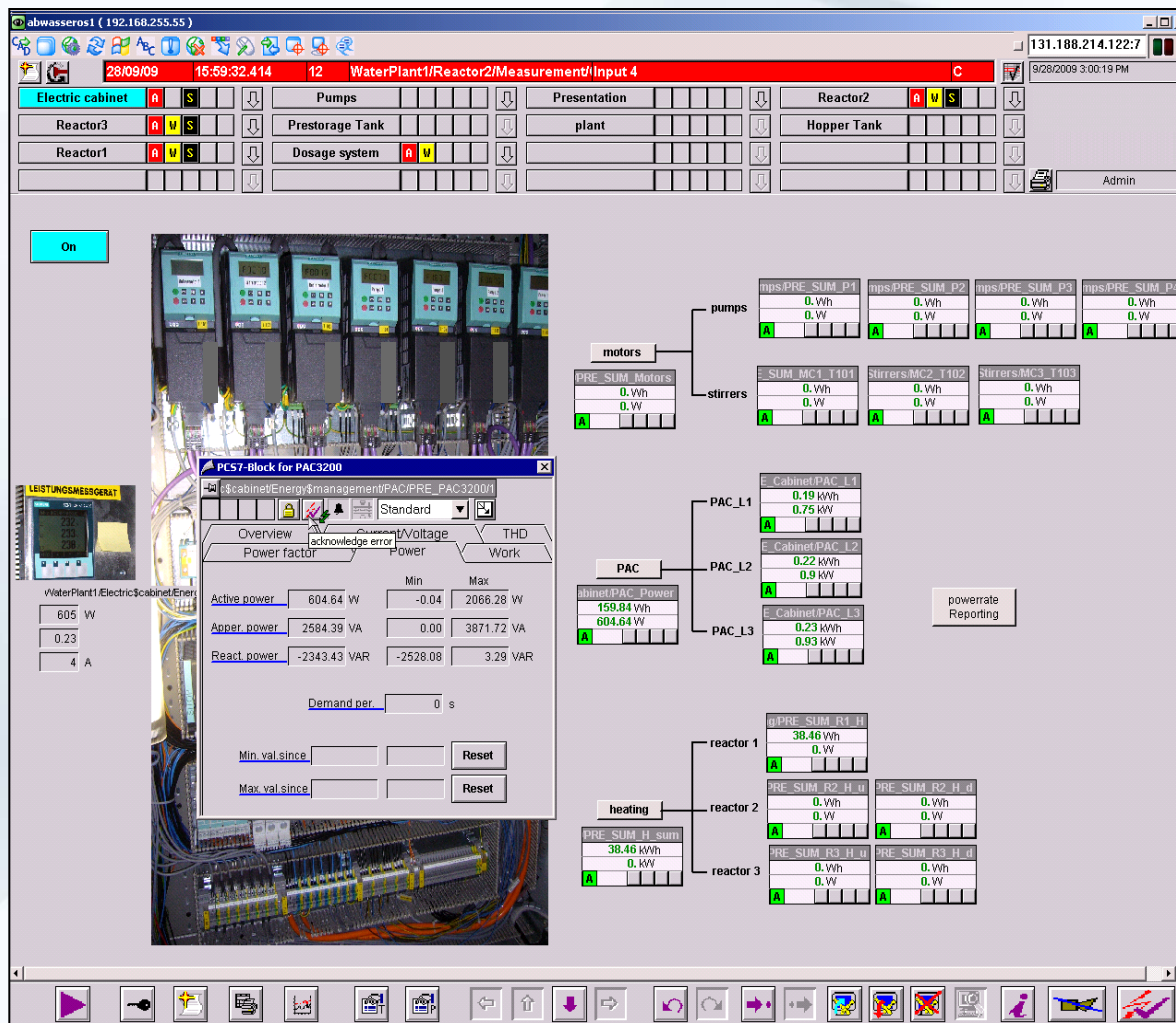 abwasseros1 ( 192.168.255.55 )
131.188.214.122:7
28/09/09 15:59:32.414 12 WaterPlant1/Reactor2/Measurement/(Input 4 C
9/28/2009 3:00:19 PM
Electric cabinet A S Pumps Presentation Reactor2 A W S
Reactor3 A W S Prestorage Tank plant Hopper Tank
Reactor1 A W S Dosage system A W
Admin
On
LEISTUNGSMESSGERÄT
232.
233.
236.
WaterPlant1/Electric$cabinet/Ener
605 W
0.23
4 A
PCS7-Block for PAC3200
c$cabinet/Energy$management/PAC/PRE_PAC3200/1
Standard
Overview Current/Voltage THD
acknowledge error
Power factor Power Work
Min Max
Active power 604.64 W -0.04 2066.28 W
Apper. power 2584.39 VA 0.00 3871.72 VA
React. power -2343.43 VAR -2528.08 3.29 VAR
Demand per. 0 s
Min. val.since Reset
Max. val.since Reset
motors
PRE_SUM_Motors
0. Wh
0. W
A
pumps
mps/PRE_SUM_P1
0. Wh
0. W
A
mps/PRE_SUM_P2
0. Wh
0. W
A
mps/PRE_SUM_P3
0. Wh
0. W
A
mps/PRE_SUM_P4
0. Wh
0. W
A
stirrers
E_SUM_MC1_T101
0. Wh
0. W
A
Stirrers/MC2_T102
0. Wh
0. W
A
Stirrers/MC3_T103
0. Wh
0. W
A
PAC
abinet/PAC_Power
159.84 Wh
604.64 W
A
PAC_L1
E_Cabinet/PAC_L1
0.19 kWh
0.75 kW
A
PAC_L2
E_Cabinet/PAC_L2
0.22 kWh
0.9 kW
A
PAC_L3
E_Cabinet/PAC_L3
0.23 kWh
0.93 kW
A
powerrate
Reporting
heating
PRE_SUM_H_sum
38.46 kWh
0. kW
A
reactor 1
g/PRE_SUM_R1_H
38.46 Wh
0. W
A
reactor 2
PRE_SUM_R2_H_u
0. Wh
0. W
A
PRE_SUM_R2_H_d
0. Wh
0. W
A
reactor 3
PRE_SUM_R3_H_u
0. Wh
0. W
A
PRE_SUM_R3_H_d
0. Wh
0. W
A